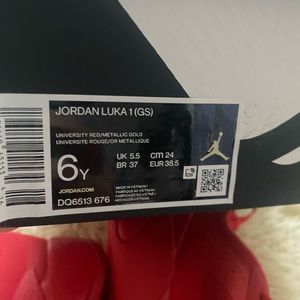 JORDAN LUKA 1 (GS)
UNIVERSITY RED/METALLIC GOLD
UNIVERSITE ROUGE/OR METALLIQUE
6Y
UK 5.5 CM 24
BR 37 EUR 38.5
JORDAN.COM
MADE IN VIETNAM
DQ6513 676